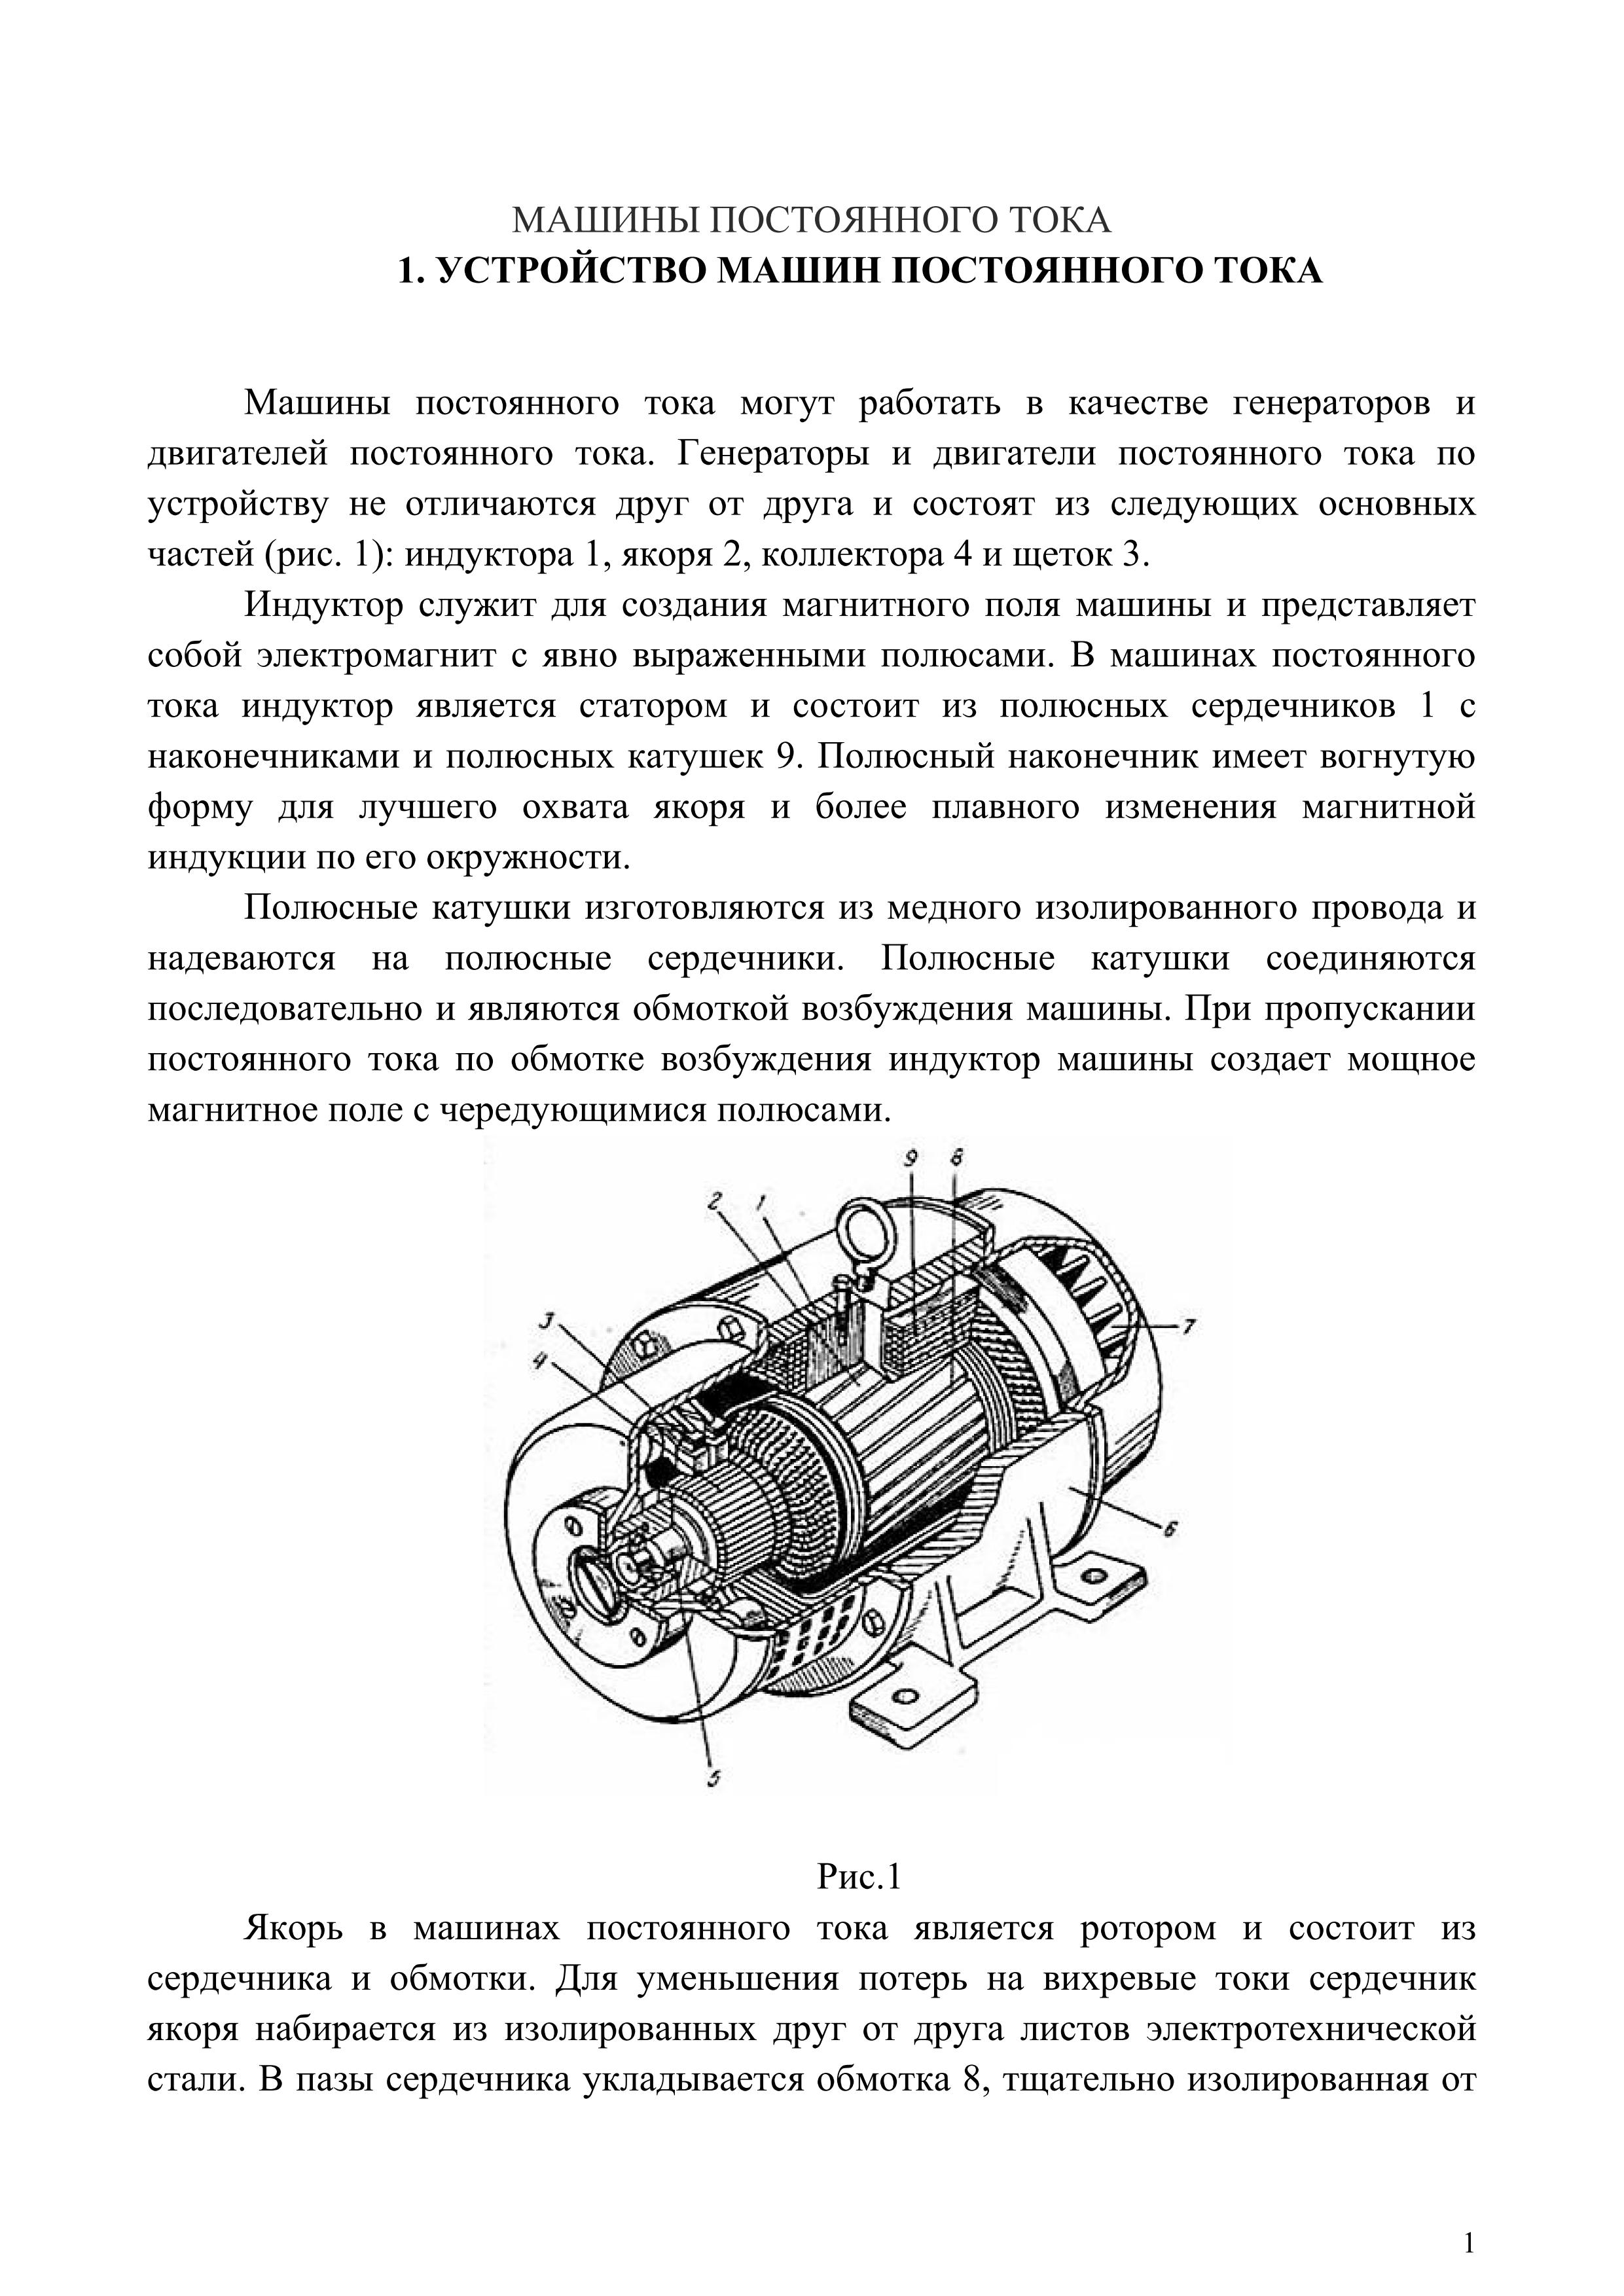 МАШИНЫ ПОСТОЯННОГО ТОКА
1. УСТРОЙСТВО МАШИН ПОСТОЯННОГО ТОКА
Машины постоянного тока могут работать в качестве генераторов и
двигателей постоянного тока. Генераторы и двигатели постоянного тока по
устройству не отличаются друг от друга и состоят из следующих основных
частей (рис. 1): индуктора 1, якоря 2, коллектора 4 и щеток 3.
Индуктор служит для создания магнитного поля машины и представляет
собой электромагнит с явно выраженными полюсами. В машинах постоянного
тока индуктор является статором и состоит из полюсных сердечников 1 с
наконечниками и полюсных катушек 9. Полюсный наконечник имеет вогнутую
форму для лучшего охвата якоря и более плавного изменения магнитной
индукции по его окружности.
Полюсные катушки изготовляются из медного изолированного провода и
надеваются на полюсные сердечники. Полюсные катушки соединяются
последовательно и являются обмоткой возбуждения машины. При пропускании
постоянного тока по обмотке возбуждения индуктор машины создает мощное
магнитное поле с чередующимися полюсами.
9 8
2 1
3
7
4
6
5
Рис.1
Якорь в машинах постоянного тока является ротором и состоит из
сердечника и обмотки. Для уменьшения потерь на вихревые токи сердечник
якоря набирается из изолированных друг от друга листов электротехнической
стали. В пазы сердечника укладывается обмотка 8, тщательно изолированная от
1